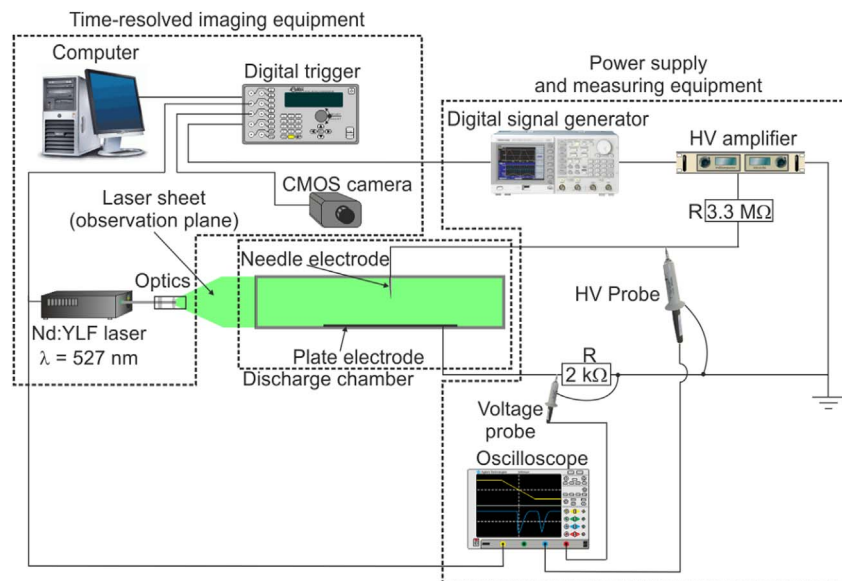 Time-resolved imaging equipment
Computer
Digital trigger
Power supply
and measuring equipment
Digital signal generator
HV amplifier
Laser sheet
(observation plane)
CMOS camera
R 3.3 MΩ
Needle electrode
Optics
HV Probe
Nd:YLF laser
λ = 527 nm
Plate electrode
Discharge chamber
R
2 kΩ
Voltage
probe
Oscilloscope